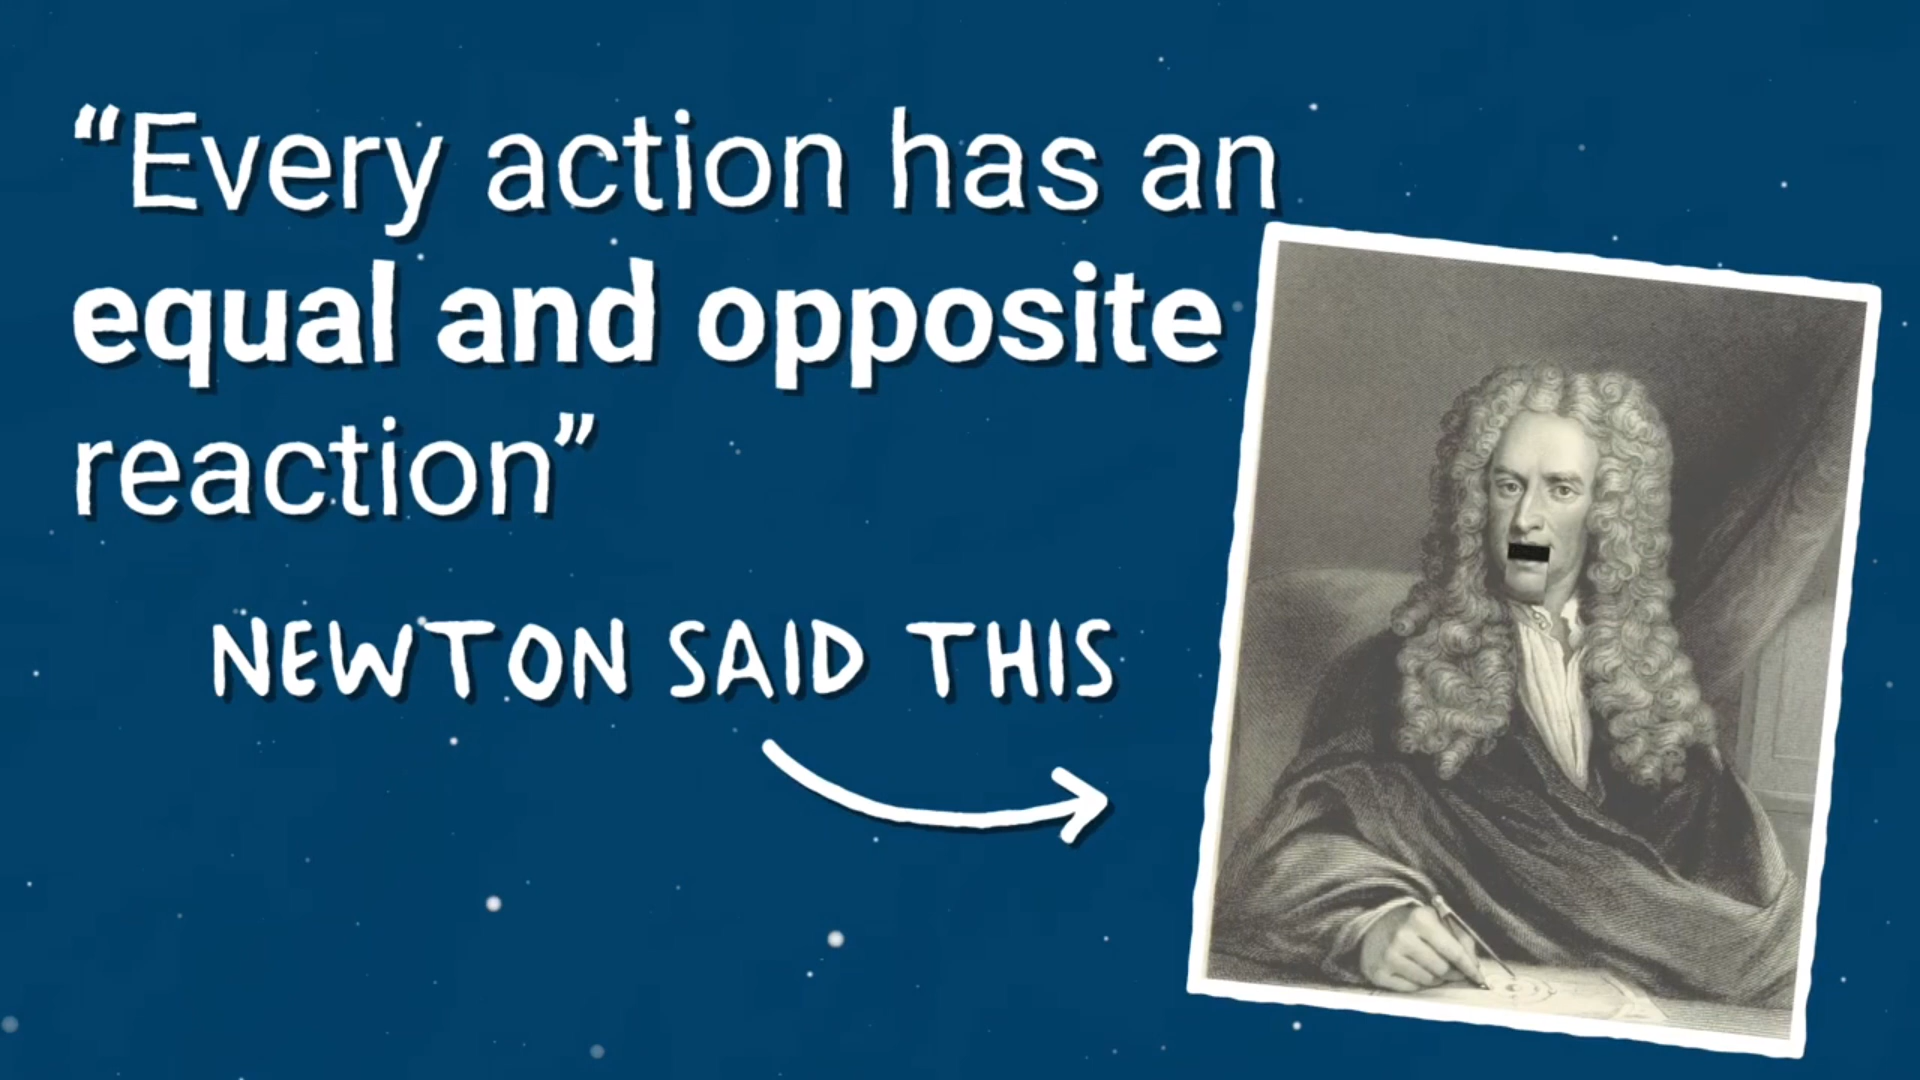 “Every action has an
equal and opposite
reaction”
NEWTON SAID THIS